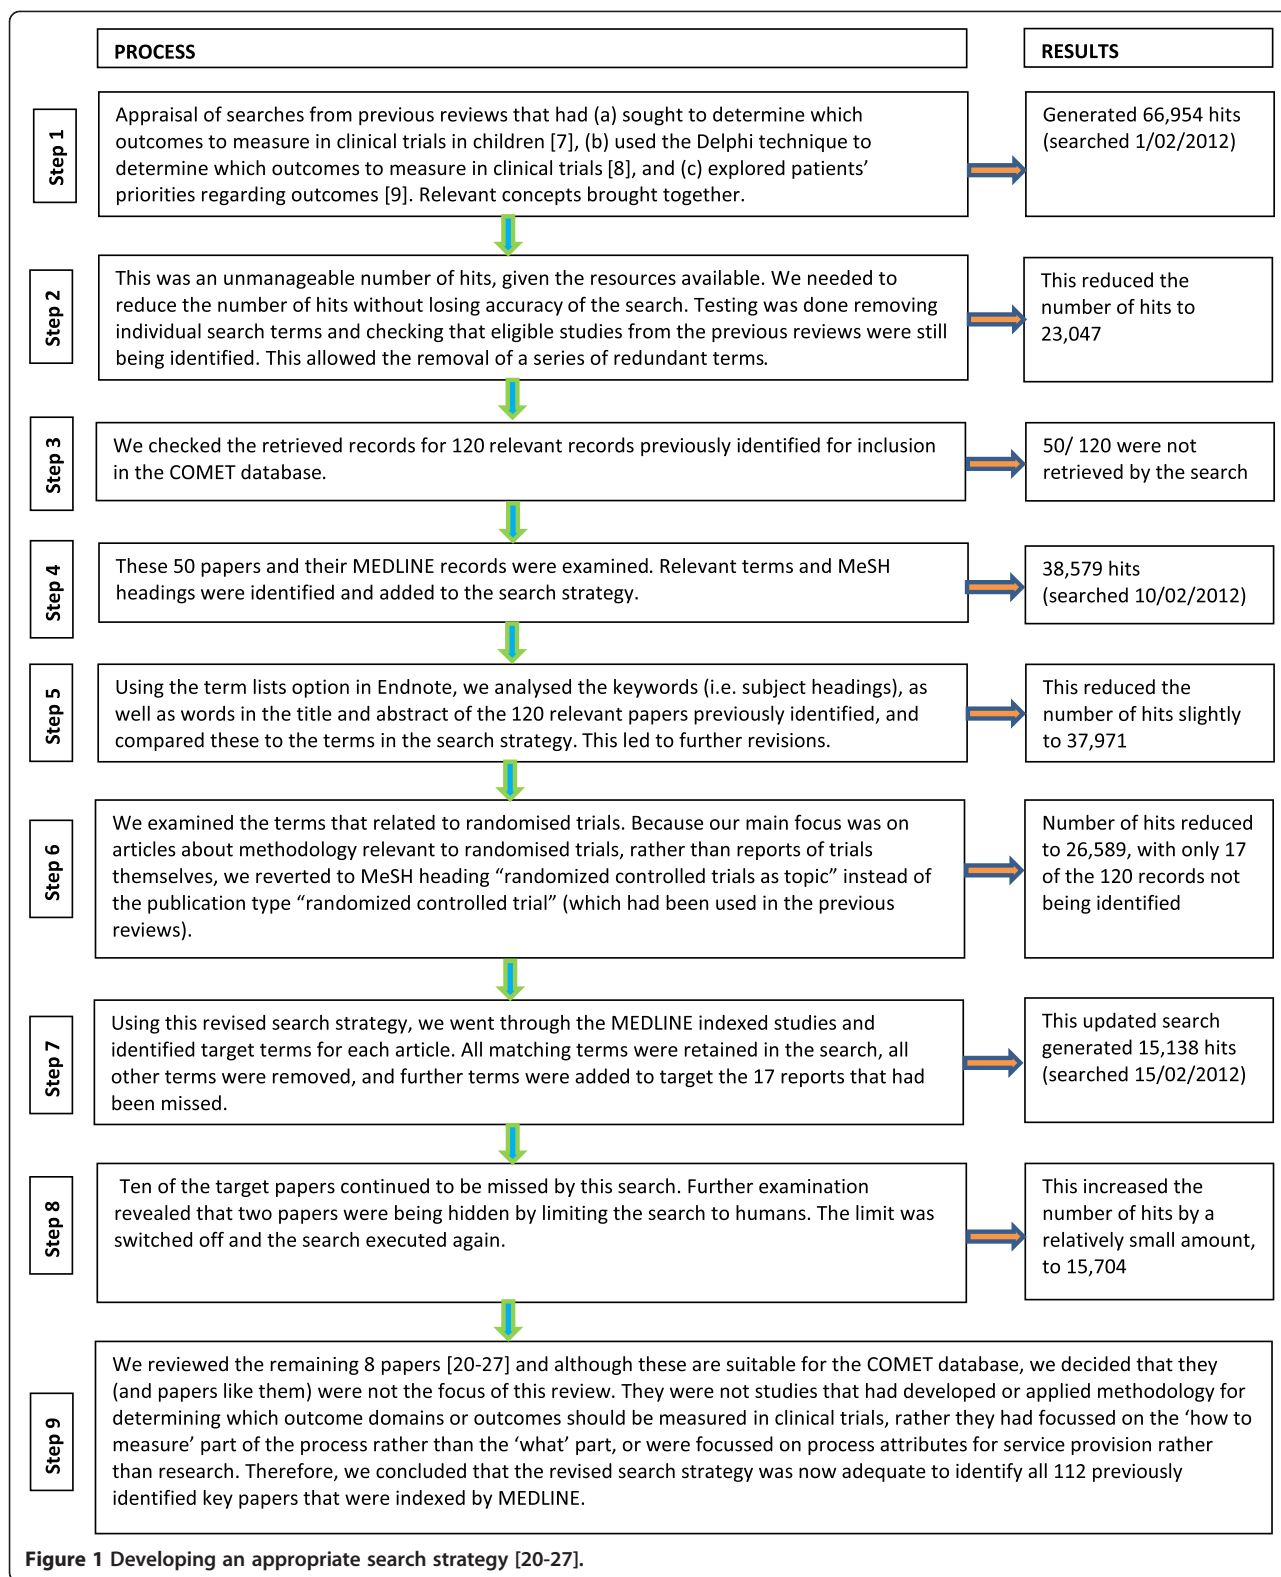 PROCESS
RESULTS
Step 1
Appraisal of searches from previous reviews that had (a) sought to determine which
outcomes to measure in clinical trials in children [7], (b) used the Delphi technique to
determine which outcomes to measure in clinical trials [8], and (c) explored patients’
priorities regarding outcomes [9]. Relevant concepts brought together.
Generated 66,954 hits
(searched 1/02/2012)
Step 2
This was an unmanageable number of hits, given the resources available. We needed to
reduce the number of hits without losing accuracy of the search. Testing was done removing
individual search terms and checking that eligible studies from the previous reviews were still
being identified. This allowed the removal of a series of redundant terms.
This reduced the
number of hits to
23,047
Step 3
We checked the retrieved records for 120 relevant records previously identified for inclusion
in the COMET database.
50/ 120 were not
retrieved by the search
Step 4
These 50 papers and their MEDLINE records were examined. Relevant terms and MeSH
headings were identified and added to the search strategy.
38,579 hits
(searched 10/02/2012)
Step 5
Using the term lists option in Endnote, we analysed the keywords (i.e. subject headings), as
well as words in the title and abstract of the 120 relevant papers previously identified, and
compared these to the terms in the search strategy. This led to further revisions.
This reduced the
number of hits slightly
to 37,971
Step 6
We examined the terms that related to randomised trials. Because our main focus was on
articles about methodology relevant to randomised trials, rather than reports of trials
themselves, we reverted to MeSH heading “randomized controlled trials as topic” instead of
the publication type “randomized controlled trial” (which had been used in the previous
reviews).
Number of hits reduced
to 26,589, with only 17
of the 120 records not
being identified
Step 7
Using this revised search strategy, we went through the MEDLINE indexed studies and
identified target terms for each article. All matching terms were retained in the search, all
other terms were removed, and further terms were added to target the 17 reports that had
been missed.
This updated search
generated 15,138 hits
(searched 15/02/2012)
Step 8
Ten of the target papers continued to be missed by this search. Further examination
revealed that two papers were being hidden by limiting the search to humans. The limit was
switched off and the search executed again.
This increased the
number of hits by a
relatively small amount,
to 15,704
Step 9
We reviewed the remaining 8 papers [20-27] and although these are suitable for the COMET database, we decided that they
(and papers like them) were not the focus of this review. They were not studies that had developed or applied methodology for
determining which outcome domains or outcomes should be measured in clinical trials, rather they had focussed on the ‘how to
measure’ part of the process rather than the ‘what’ part, or were focussed on process attributes for service provision rather
than research. Therefore, we concluded that the revised search strategy was now adequate to identify all 112 previously
identified key papers that were indexed by MEDLINE.
Figure 1 Developing an appropriate search strategy [20-27].